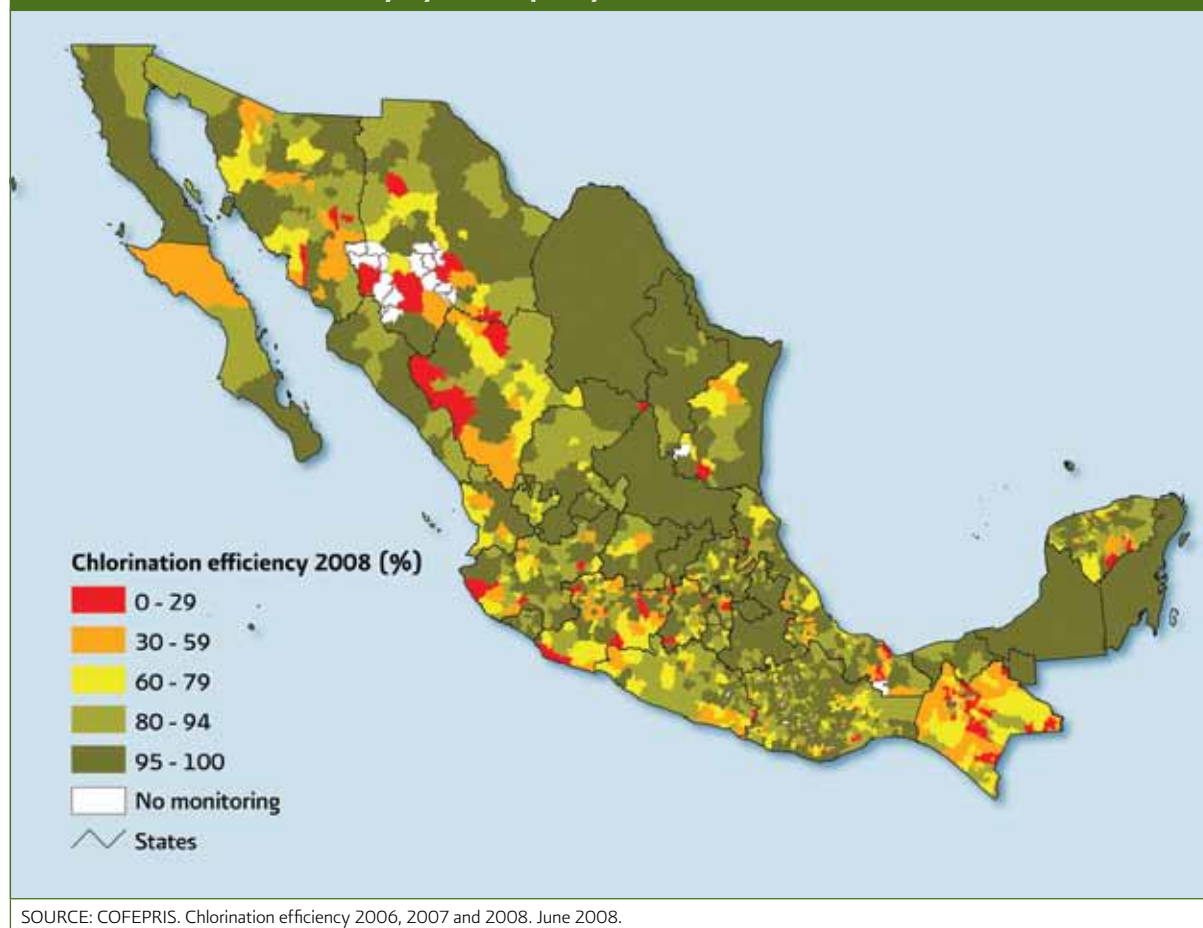 Chlorination efficiency 2008 (%)
0 - 29
30 - 59
60 - 79
80 - 94
95 - 100
No monitoring
States
SOURCE: COFEPRIS. Chlorination efficiency 2006, 2007 and 2008. June 2008.